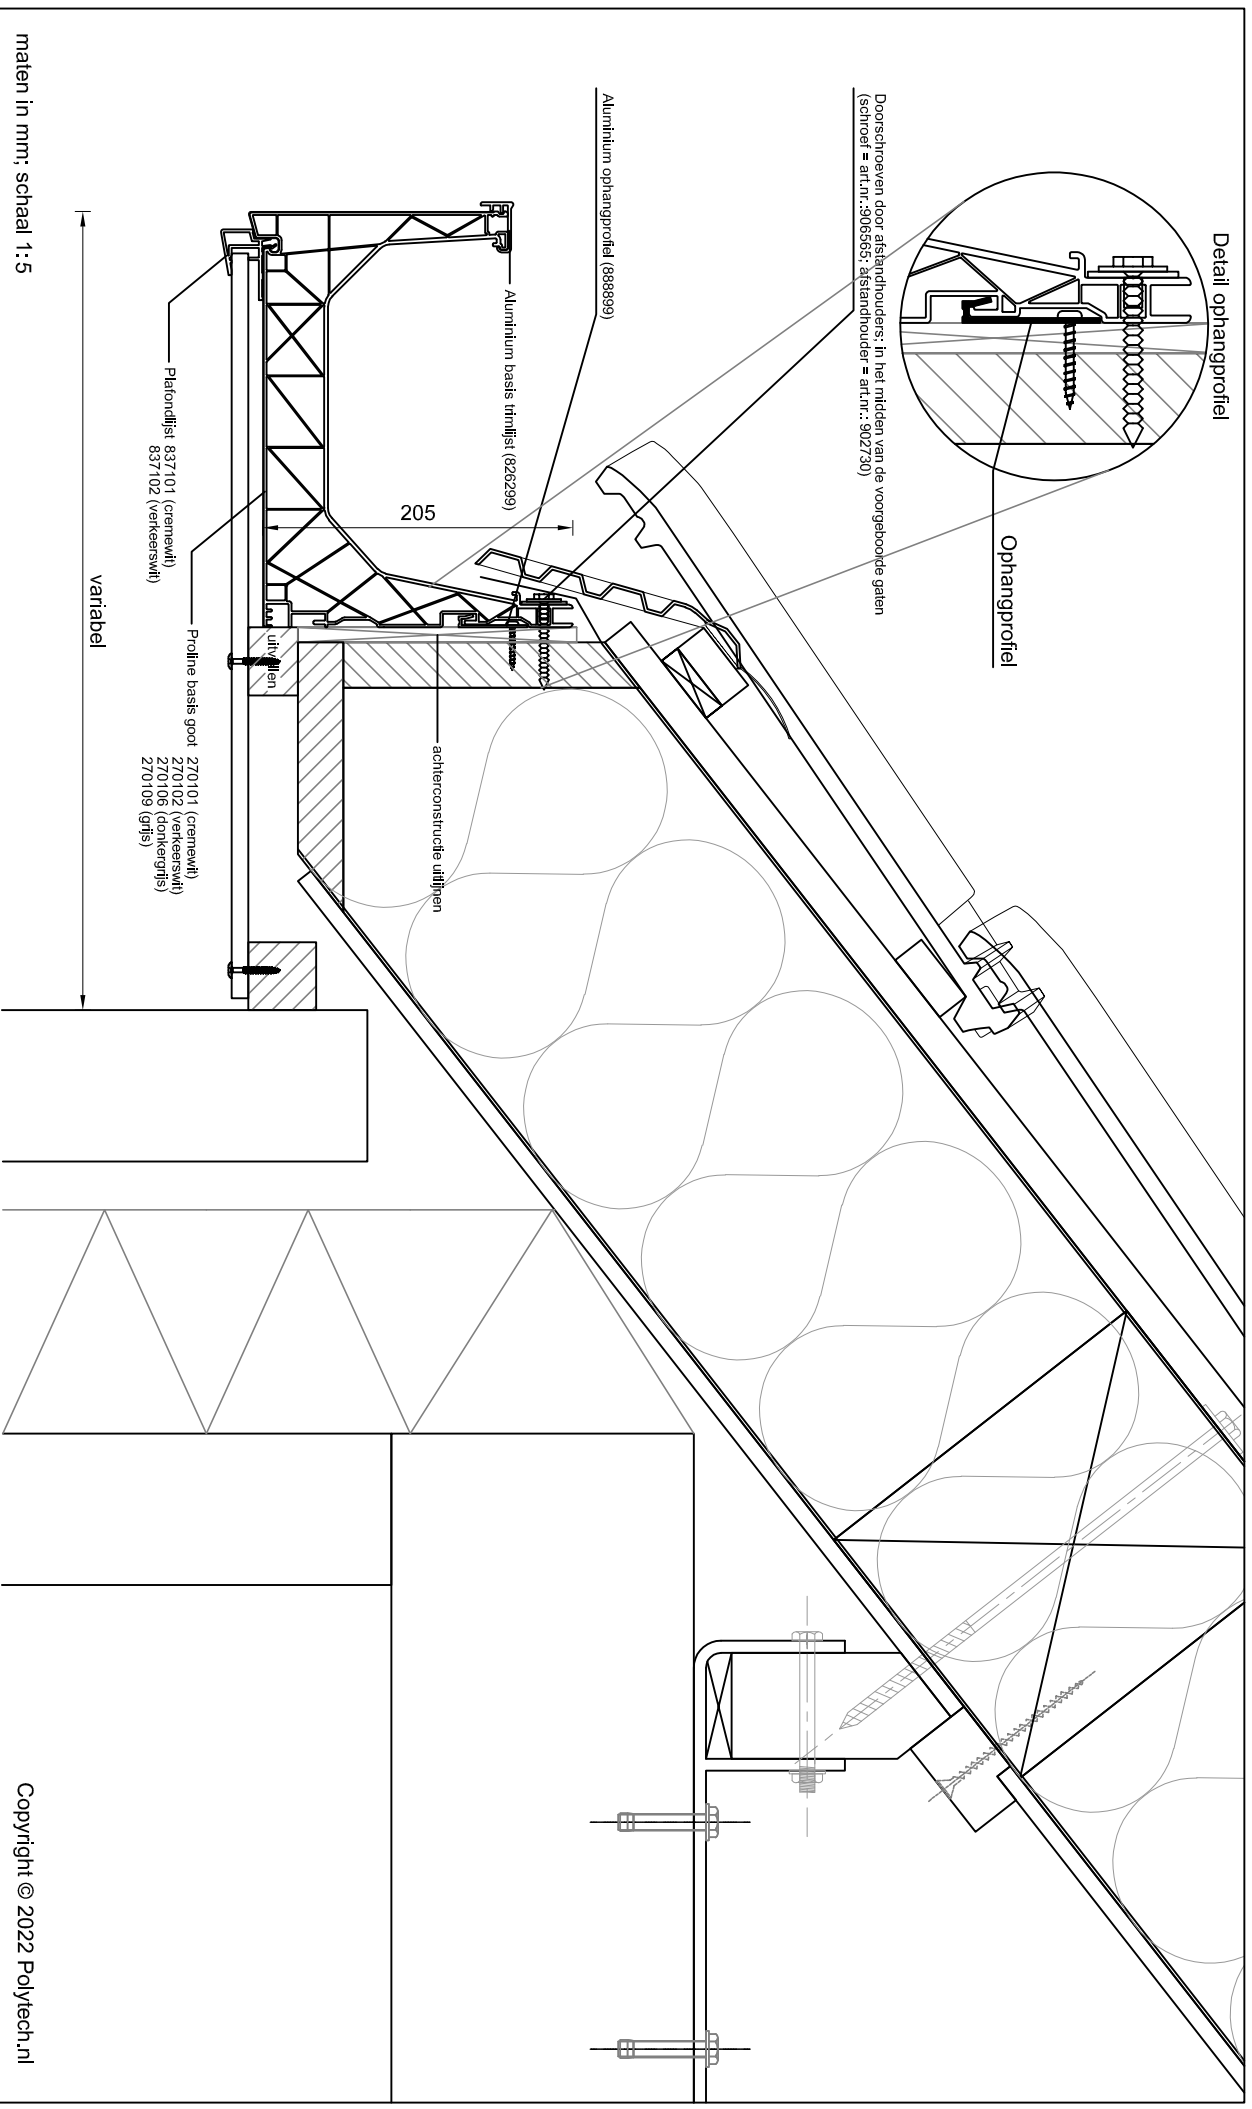 Detail ophangprofiel
Ophangprofiel
Doorschroeven door afstandhouders; in het midden van de voorgeboorde gaten
(schroef = art.nr.:906565; afstandhouder = art.nr.: 902730)
Aluminium ophangprofiel (888899)
Aluminium basis trimlijst (826299)
205
achterconstructie uitlijnen
uitvullen
Plafondlijst 837101 (cremewit)
837102 (verkeerswit)
Proline basis goot 270101 (cremewit)
270102 (verkeerswit)
270106 (donkergrijs)
270109 (grijs)
variabel
maten in mm; schaal 1:5
Copyright © 2022 Polytech.nl